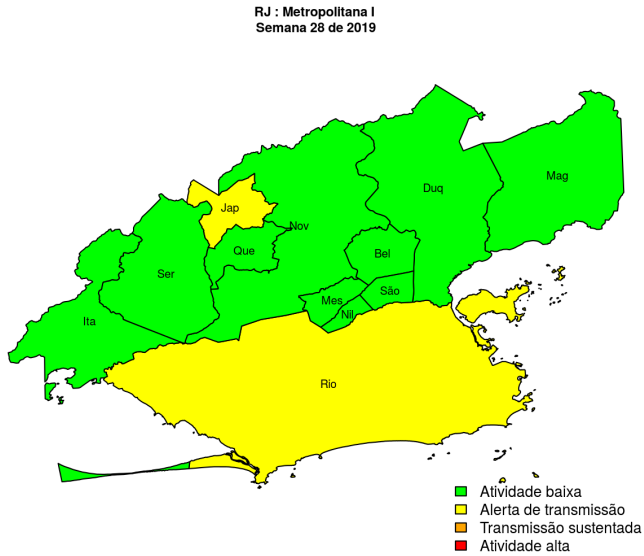 RJ : Metropolitana I
Semana 28 de 2019
Mag
Duq
Jap
Nov
Que
Bel
Ser
São
Mes
Nil
Ita
Rio
Atividade baixa
Alerta de transmissão
Transmissão sustentada
Atividade alta